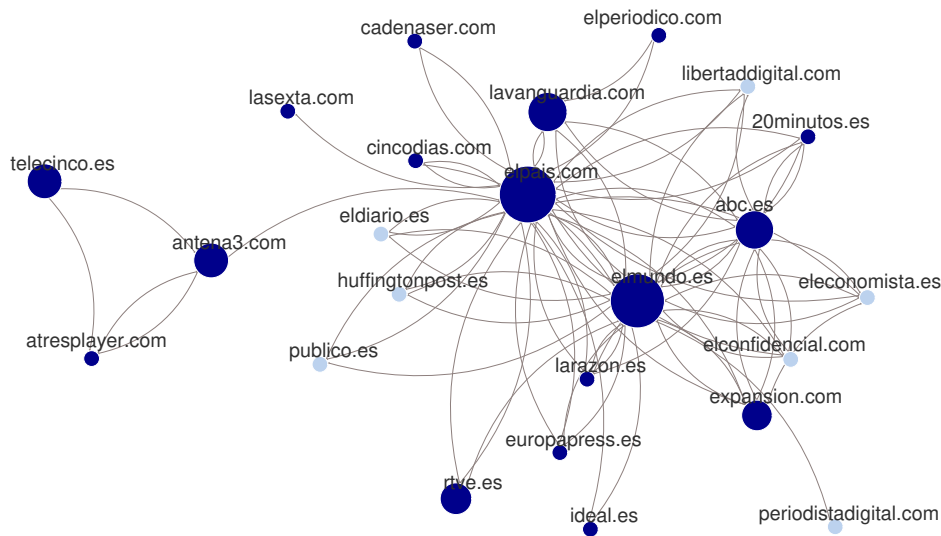 elperiodico.com
cadenaser.com
libertaddigital.com
lavanguardia.com
lasexta.com
20minutos.es
cincodias.com
telecinco.es
elpais.com
abc.es
eldiario.es
antena3.com
elmundo.es
huffingtonpost.es
eleconomista.es
atresplayer.com
publico.es
elconfidencial.com
larazon.es
expansion.com
europapress.es
rtve.es
ideal.es
periodistadigital.com